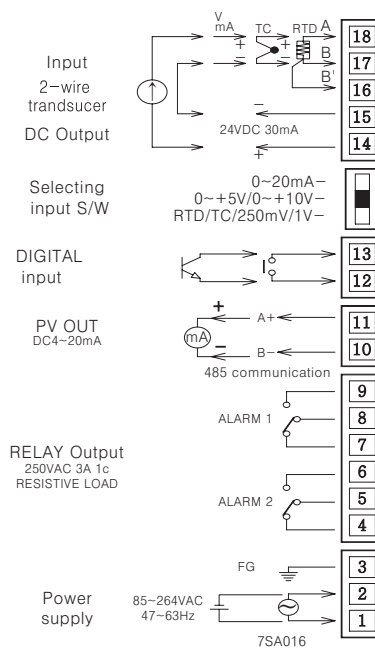 V
mA TC RTD A
+ + B
− − B'
18
17
16
15
14
Input
2-wire
trandsucer
DC Output
−
24VDC 30mA
+
Selecting
input S/W
0~20mA−
0~+5V/0~+10V−
RTD/TC/250mV/1V−
DIGITAL
input
13
12
PV OUT
DC4~20mA
+
mA
−
A+
B−
11
10
485 communication
9
ALARM 1 8
7
RELAY Output
250VAC 3A 1c
RESISTIVE LOAD
6
ALARM 2 5
4
FG 3
Power
supply
85~264VAC
47~63Hz
2
1
7SA016